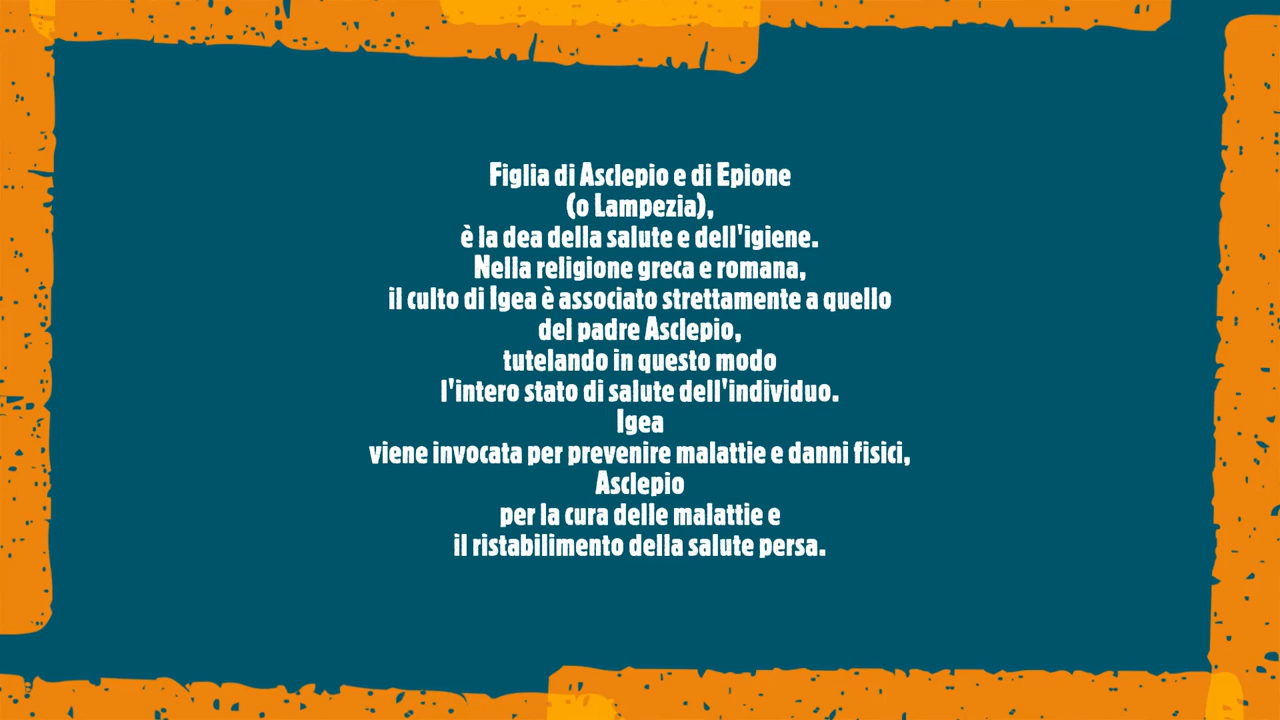 Figlia di Asclepio e di Epione
(o Lampezia),
è la dea della salute e dell'igiene.
Nella religione greca e romana,
il culto di Igea è associato strettamente a quello
del padre Asclepio,
tutelando in questo modo
l'intero stato di salute dell'individuo.
Igea
viene invocata per prevenire malattie e danni fisici,
Asclepio
per la cura delle malattie e
il ristabilimento della salute persa.